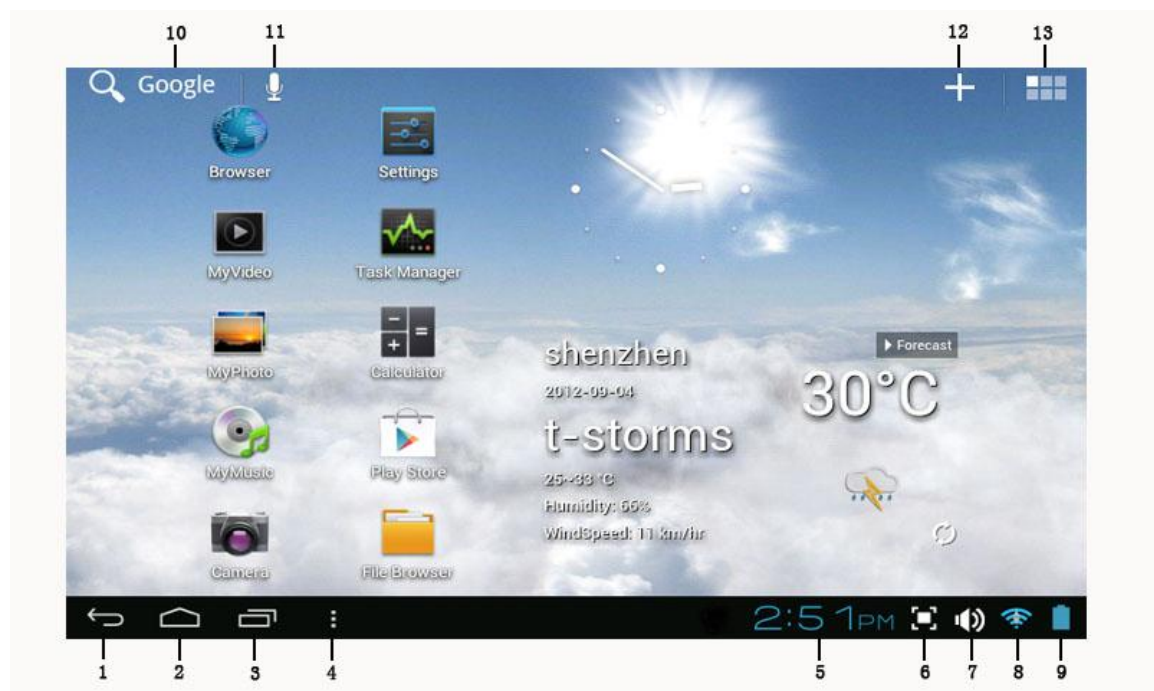 10 11 12 13
Google
Browser Settings
MyVideo Task Manager
MyPhoto Calculator
MyMusic Play Store
Camera File Browser
Forecast
shenzhen
30°C
2012-09-04
t-storms
25~33 °C
Humidity: 66%
WindSpeed: 11 km/hr
2:51PM
1 2 3 4 5 6 7 8 9